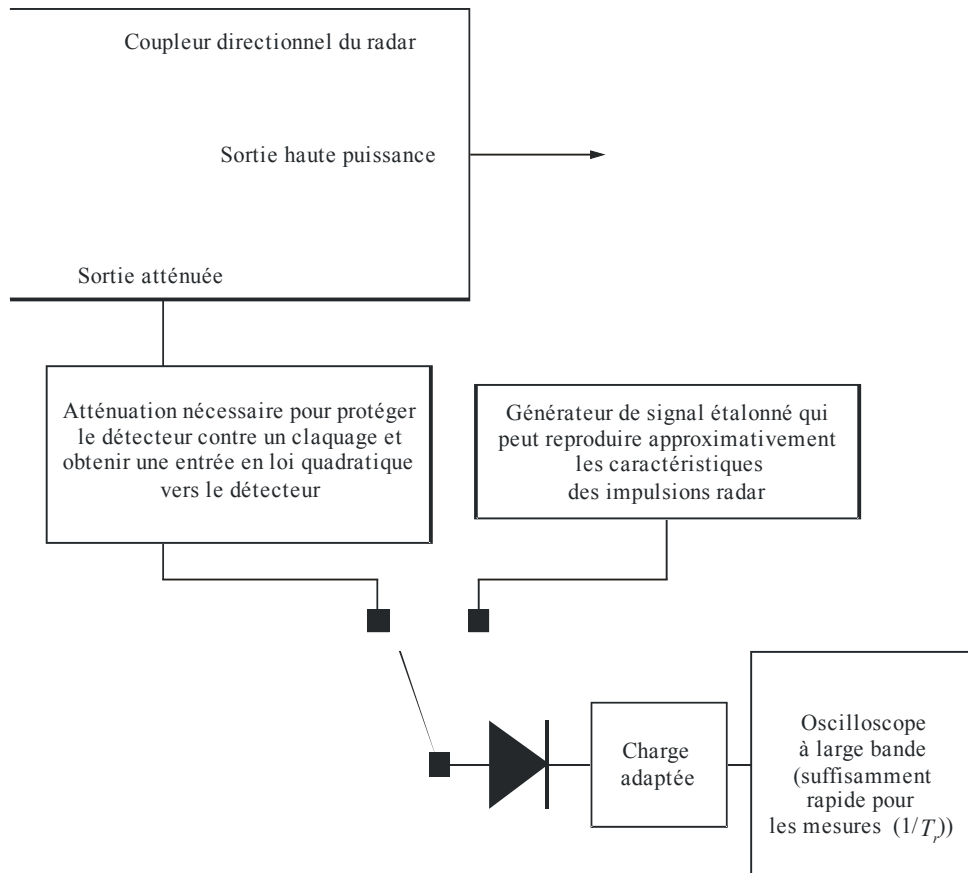 Coupleur directionnel du radar
Sortie haute puissance
Sortie atténuée
Atténuation nécessaire pour protéger
le détecteur contre un claquage et
obtenir une entrée en loi quadratique
vers le détecteur
Générateur de signal étalonné qui
peut reproduire approximativement
les caractéristiques
des impulsions radar
Charge
adaptée
Oscilloscope
à large bande
(suffisamment
rapide pour
les mesures (1/Tr))